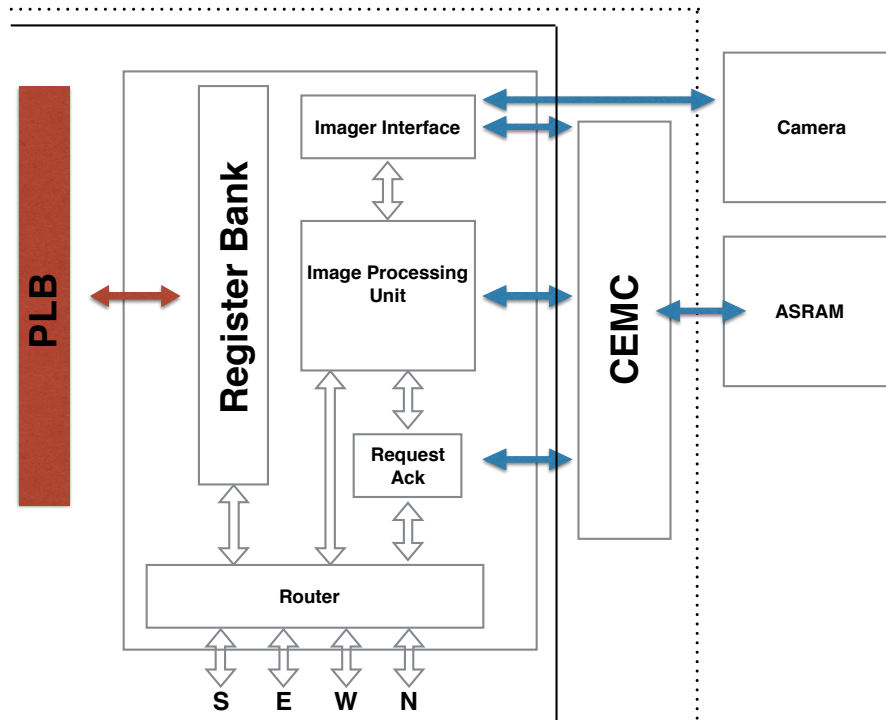 PLB
Register Bank
Imager Interface
Image Processing
Unit
Request
Ack
Router
S E W N
CEMC
Camera
ASRAM